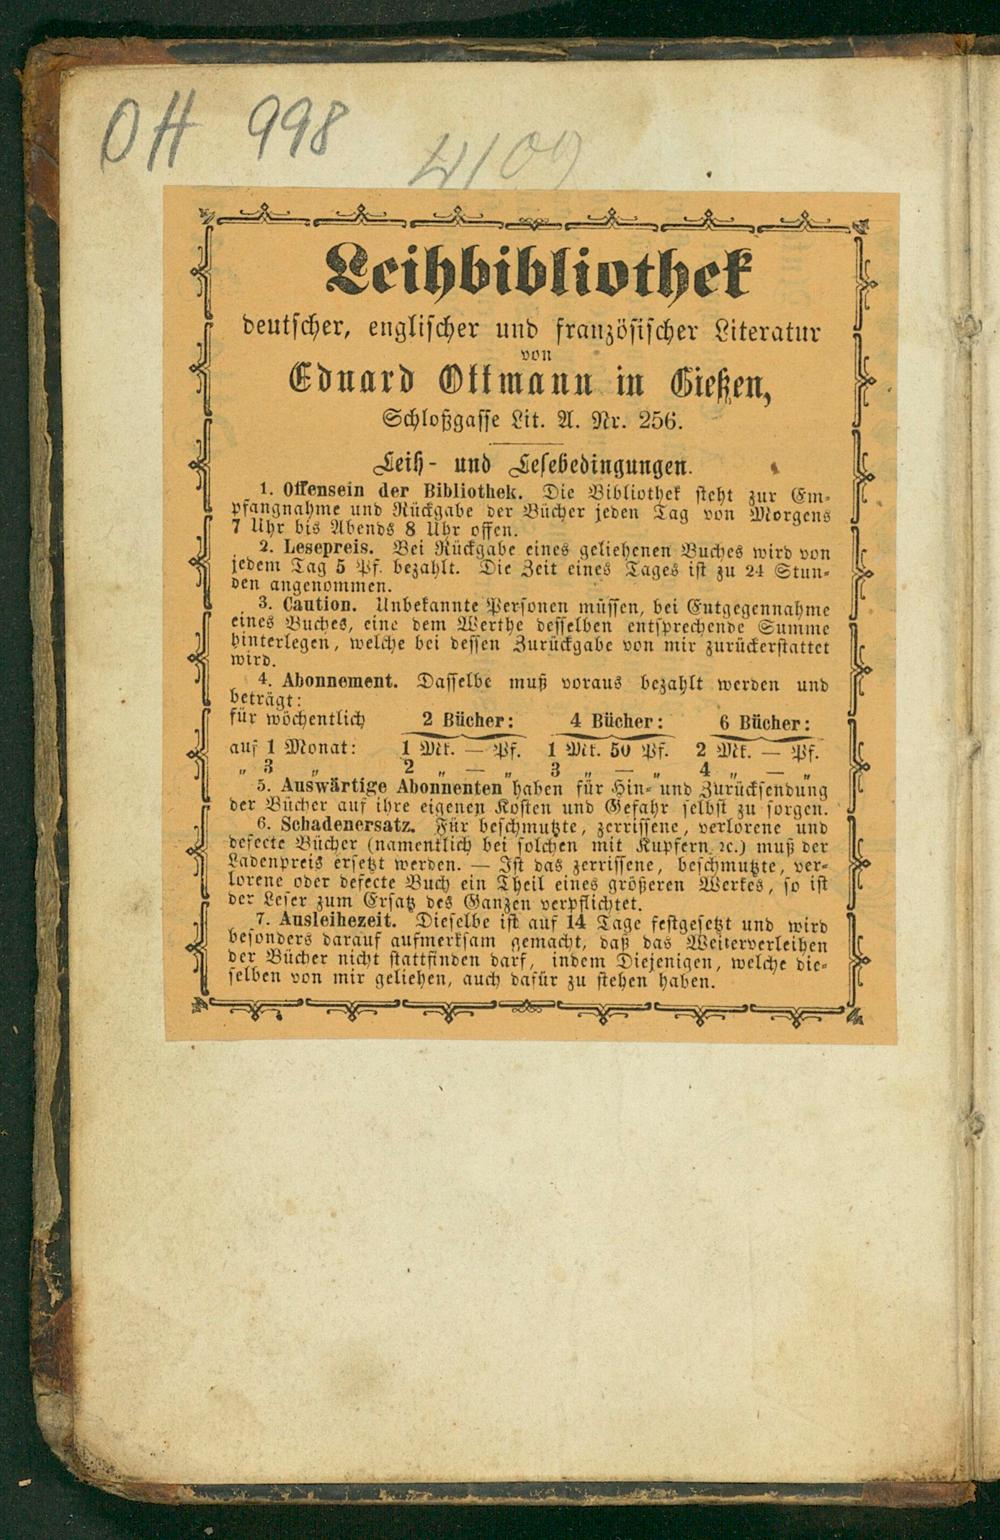 OH 998
4109
Leihbibliothek
deutscher, englischer und französischer Literatur
von
Eduard Ottmann in Gießen,
Schloßgasse Lit. A. Nr. 256.
Leih- und Lesebedingungen.
1. Offensein der Bibliothek. Die Bibliothek steht zur Em-
pfangnahme und Rückgabe der Bücher jeden Tag von Morgens
7 Uhr bis Abends 8 Uhr offen.
2. Lesepreis. Bei Rückgabe eines geliehenen Buches wird von
jedem Tag 5 Pf. bezahlt. Die Zeit eines Tages ist zu 24 Stun-
den angenommen.
3. Caution. Unbekannte Personen müssen, bei Entgegennahme
eines Buches, eine dem Werthe desselben entsprechende Summe
hinterlegen, welche bei dessen Zurückgabe von mir zurückerstattet
wird.
4. Abonnement. Dasselbe muß voraus bezahlt werden und
beträgt:
für wöchentlich 2 Bücher: 4 Bücher: 6 Bücher:
auf 1 Monat: 1 Mk. — Pf. 1 Mk. 50 Pf. 2 Mk. — Pf.
„ 3 „ 2 „ — „ 3 „ — „ 4 „ — „
5. Auswärtige Abonnenten haben für Hin- und Zurücksendung
der Bücher auf ihre eigenen Kosten und Gefahr selbst zu sorgen.
6. Schadenersatz. Für beschmutzte, zerrissene, verlorene und
defecte Bücher (namentlich bei solchen mit Kupfern ꝛc.) muß der
Ladenpreis ersetzt werden. — Ist das zerrissene, beschmutzte, ver-
lorene oder defecte Buch ein Theil eines größeren Werkes, so ist
der Leser zum Ersatz des Ganzen verpflichtet.
7. Ausleihezeit. Dieselbe ist auf 14 Tage festgesetzt und wird
besonders darauf aufmerksam gemacht, daß das Weiterverleihen
der Bücher nicht stattfinden darf, indem Diejenigen, welche die-
selben von mir geliehen, auch dafür zu stehen haben.